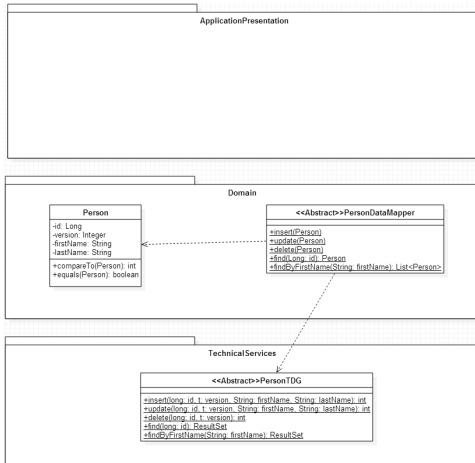 ApplicationPresentation
Domain
Person
-id: Long
-version: Integer
-firstName: String
-lastName: String
+compareTo(Person): int
+equals(Person): boolean
<<Abstract>>PersonDataMapper
+insert(Person)
+update(Person)
+delete(Person)
+find(Long: id): Person
+findByFirstName(String: firstname): List<Person>
TechnicalServices
<<Abstract>>PersonTDG
+insert(long: id, t: version, String: firstName, String: lastName): int
+update(long: id, t: version, String: firstName, String: lastName): int
+delete(long: id, t: version): int
+find(long: id): ResultSet
+findByFirstName(String: firstName): ResultSet